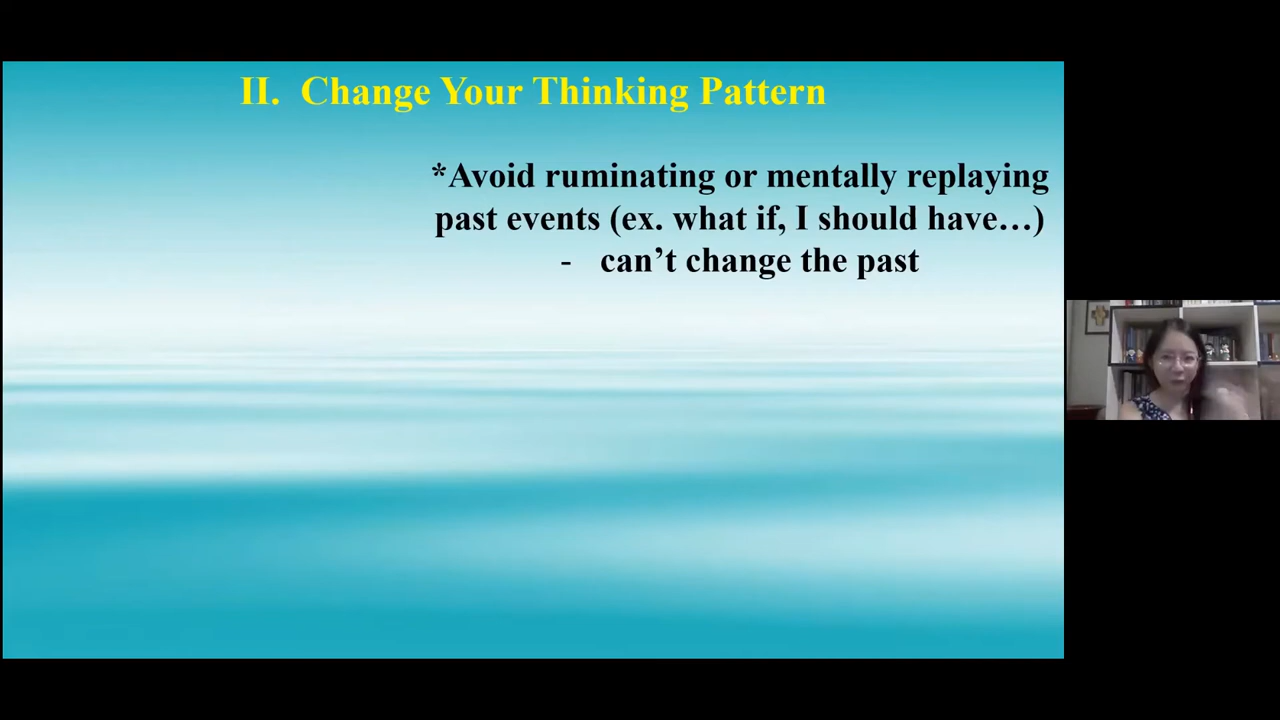 II. Change Your Thinking Pattern
*Avoid ruminating or mentally replaying
past events (ex. what if, I should have…)
- can’t change the past